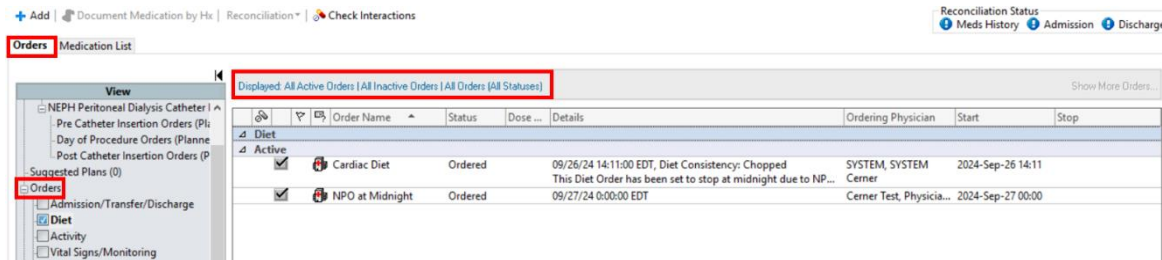 + Add | Document Medication by Hx | Reconciliation | Check Interactions
Reconciliation Status
Meds History Admission Discharge
Orders Medication List
View
NEPH Peritoneal Dialysis Catheter I
Pre Catheter Insertion Orders (Pla
Day of Procedure Orders (Planne
Post Catheter Insertion Orders (P
Suggested Plans (0)
Orders
Admission/Transfer/Discharge
Diet
Activity
Vital Signs/Monitoring
Displayed: All Active Orders | All Inactive Orders | All Orders (All Statuses)
Show More Orders...
Order Name Status Dose ... Details Ordering Physician Start Stop
Diet
Active
Cardiac Diet Ordered 09/26/24 14:11:00 EDT, Diet Consistency: Chopped SYSTEM, SYSTEM 2024-Sep-26 14:11
This Diet Order has been set to stop at midnight due to NP... Cerner
NPO at Midnight Ordered 09/27/24 0:00:00 EDT Cerner Test, Physicia... 2024-Sep-27 00:00